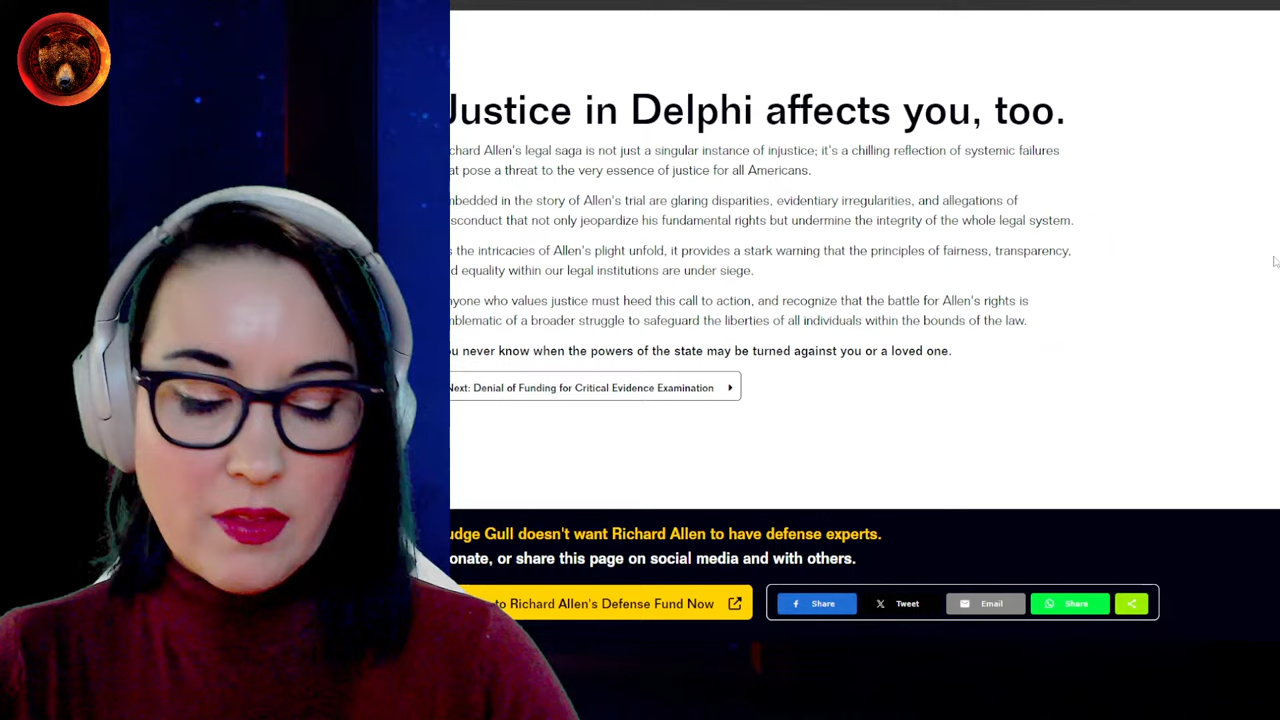 Justice in Delphi affects you, too.
chard Allen's legal saga is not just a singular instance of injustice; it's a chilling reflection of systemic failures
at pose a threat to the very essence of justice for all Americans.
mbedded in the story of Allen's trial are glaring disparities, evidentiary irregularities, and allegations of
sconduct that not only jeopardize his fundamental rights but undermine the integrity of the whole legal system.
s the intricacies of Allen's plight unfold, it provides a stark warning that the principles of fairness, transparency.
d equality within our legal institutions are under siege.
nyone who values justice must heed this call to action, and recognize that the battle for Allen's rights is
mblematic of a broader struggle to safeguard the liberties of all individuals within the bounds of the law.
ou never know when the powers of the state may be turned against you or a loved one.
Next: Denial of Funding for Critical Evidence Examination
udge Gull doesn't want Richard Allen to have defense experts.
onate, or share this page on social media and with others.
to Richard Allen's Defense Fund Now
Share
Tweet
Email
Share